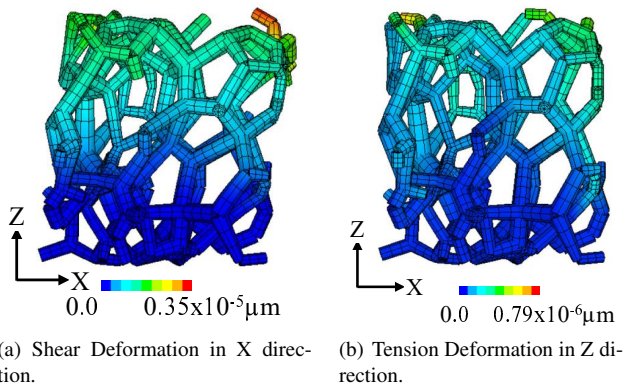 Z
X
0.0 0.35x10⁻⁵µm
(a) Shear Deformation in X direc-
tion.
Z
X
0.0 0.79x10⁻⁶µm
(b) Tension Deformation in Z di-
rection.